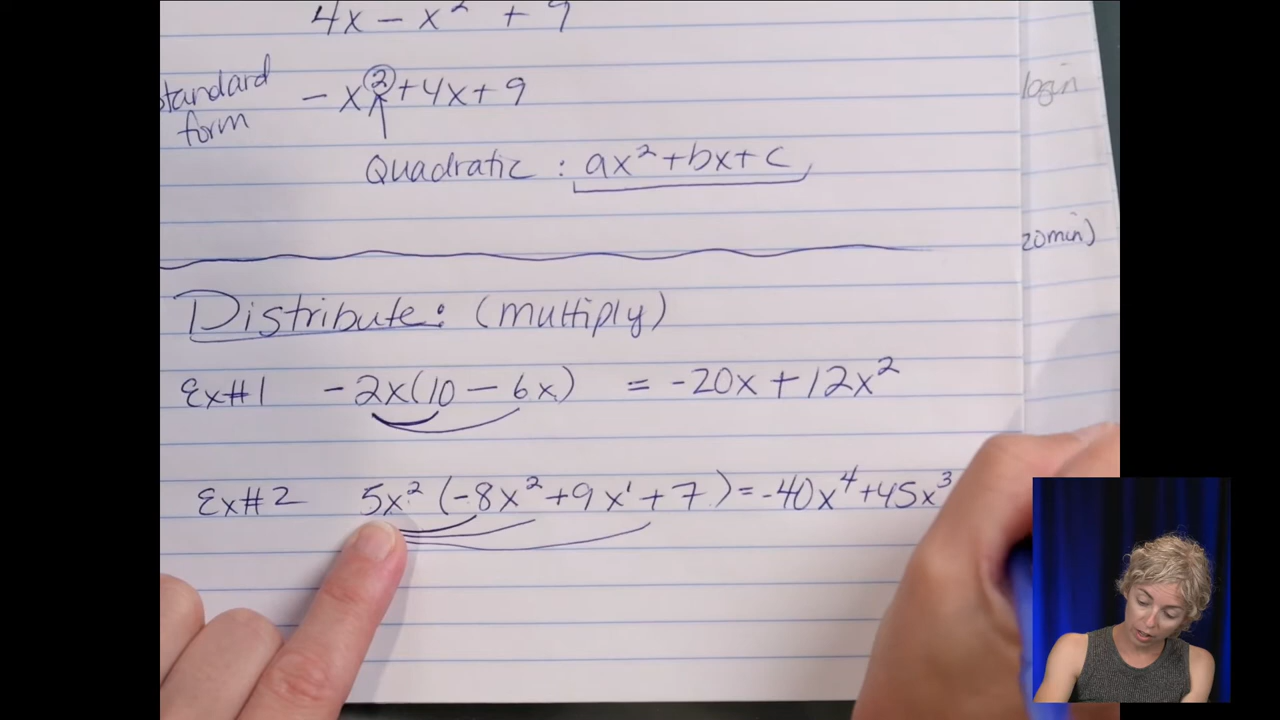 4x - x² + 9
standard - x² + 4x + 9
form
Quadratic : ax² + bx + c
Distribute: (multiply)
Ex#1 -2x(10 - 6x) = -20x + 12x²
Ex#2 5x² (-8x² + 9x¹ + 7) = -40x⁴ + 45x³
login
20min)